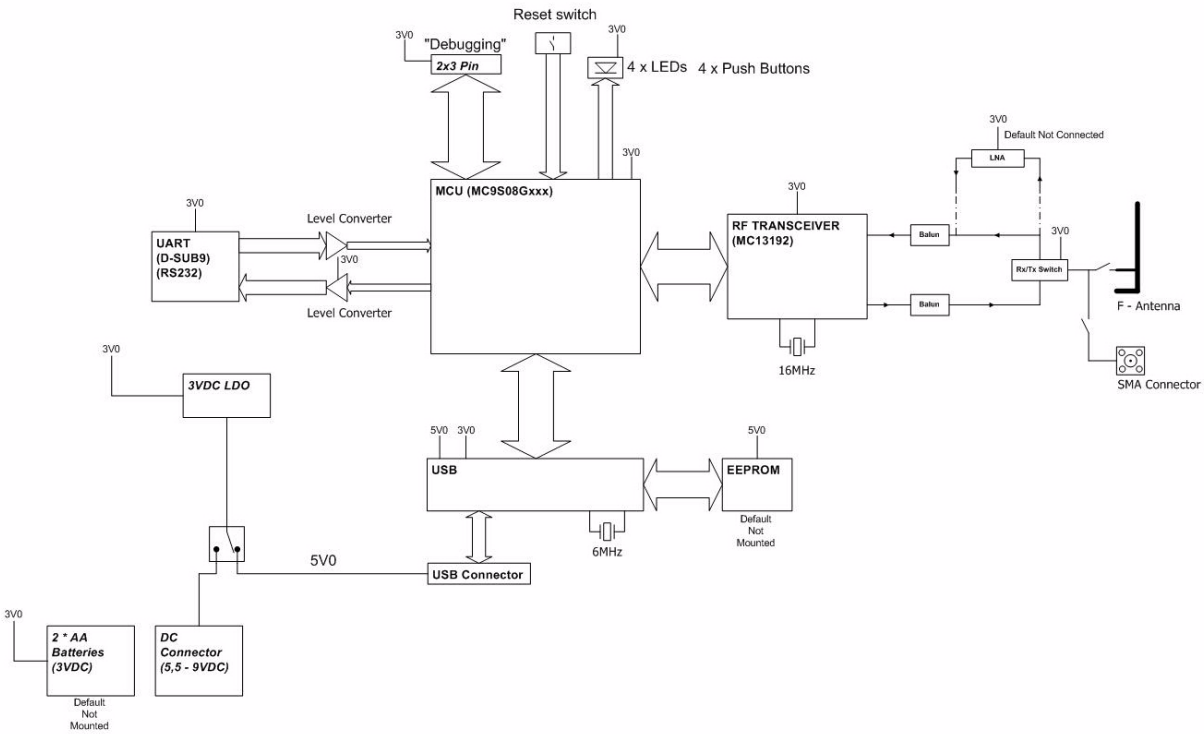 Reset switch
3V0
3V0
"Debugging"
2x3 Pin
4 x LEDs 4 x Push Buttons
3V0
Default Not Connected
LNA
3V0
MCU (MC9S08Gxxx)
3V0
3V0
UART
(D-SUB9)
(RS232)
Level Converter
3V0
Level Converter
RF TRANSCEIVER
(MC13192)
Balun
3V0
Rx/Tx Switch
Balun
F - Antenna
16MHz
SMA Connector
3V0
3VDC LDO
5V0 3V0
USB
5V0
EEPROM
Default
Not
Mounted
6MHz
5V0
USB Connector
3V0
2 * AA
Batteries
(3VDC)
Default
Not
Mounted
DC
Connector
(5,5 - 9VDC)